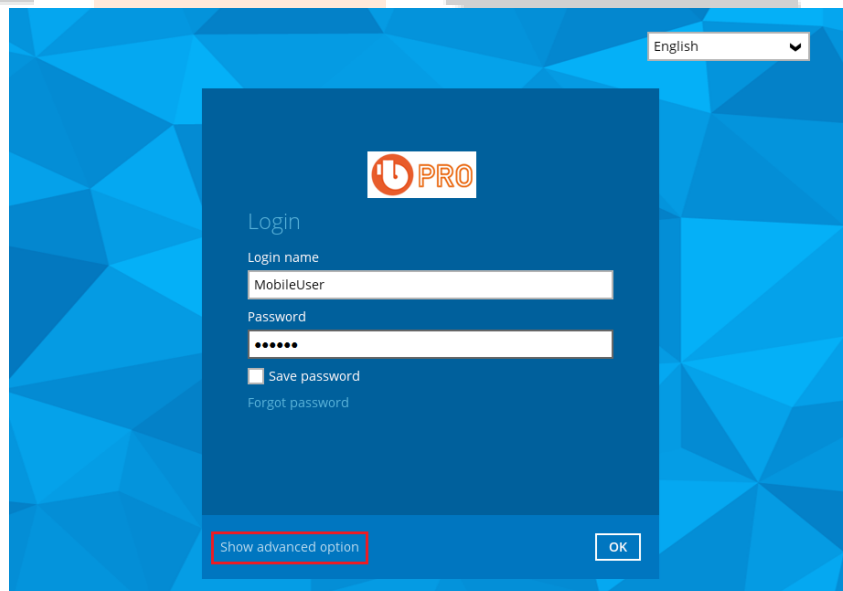 English
PRO
Login
Login name
MobileUser
Password
••••••
Save password
Forgot password
Show advanced option
OK